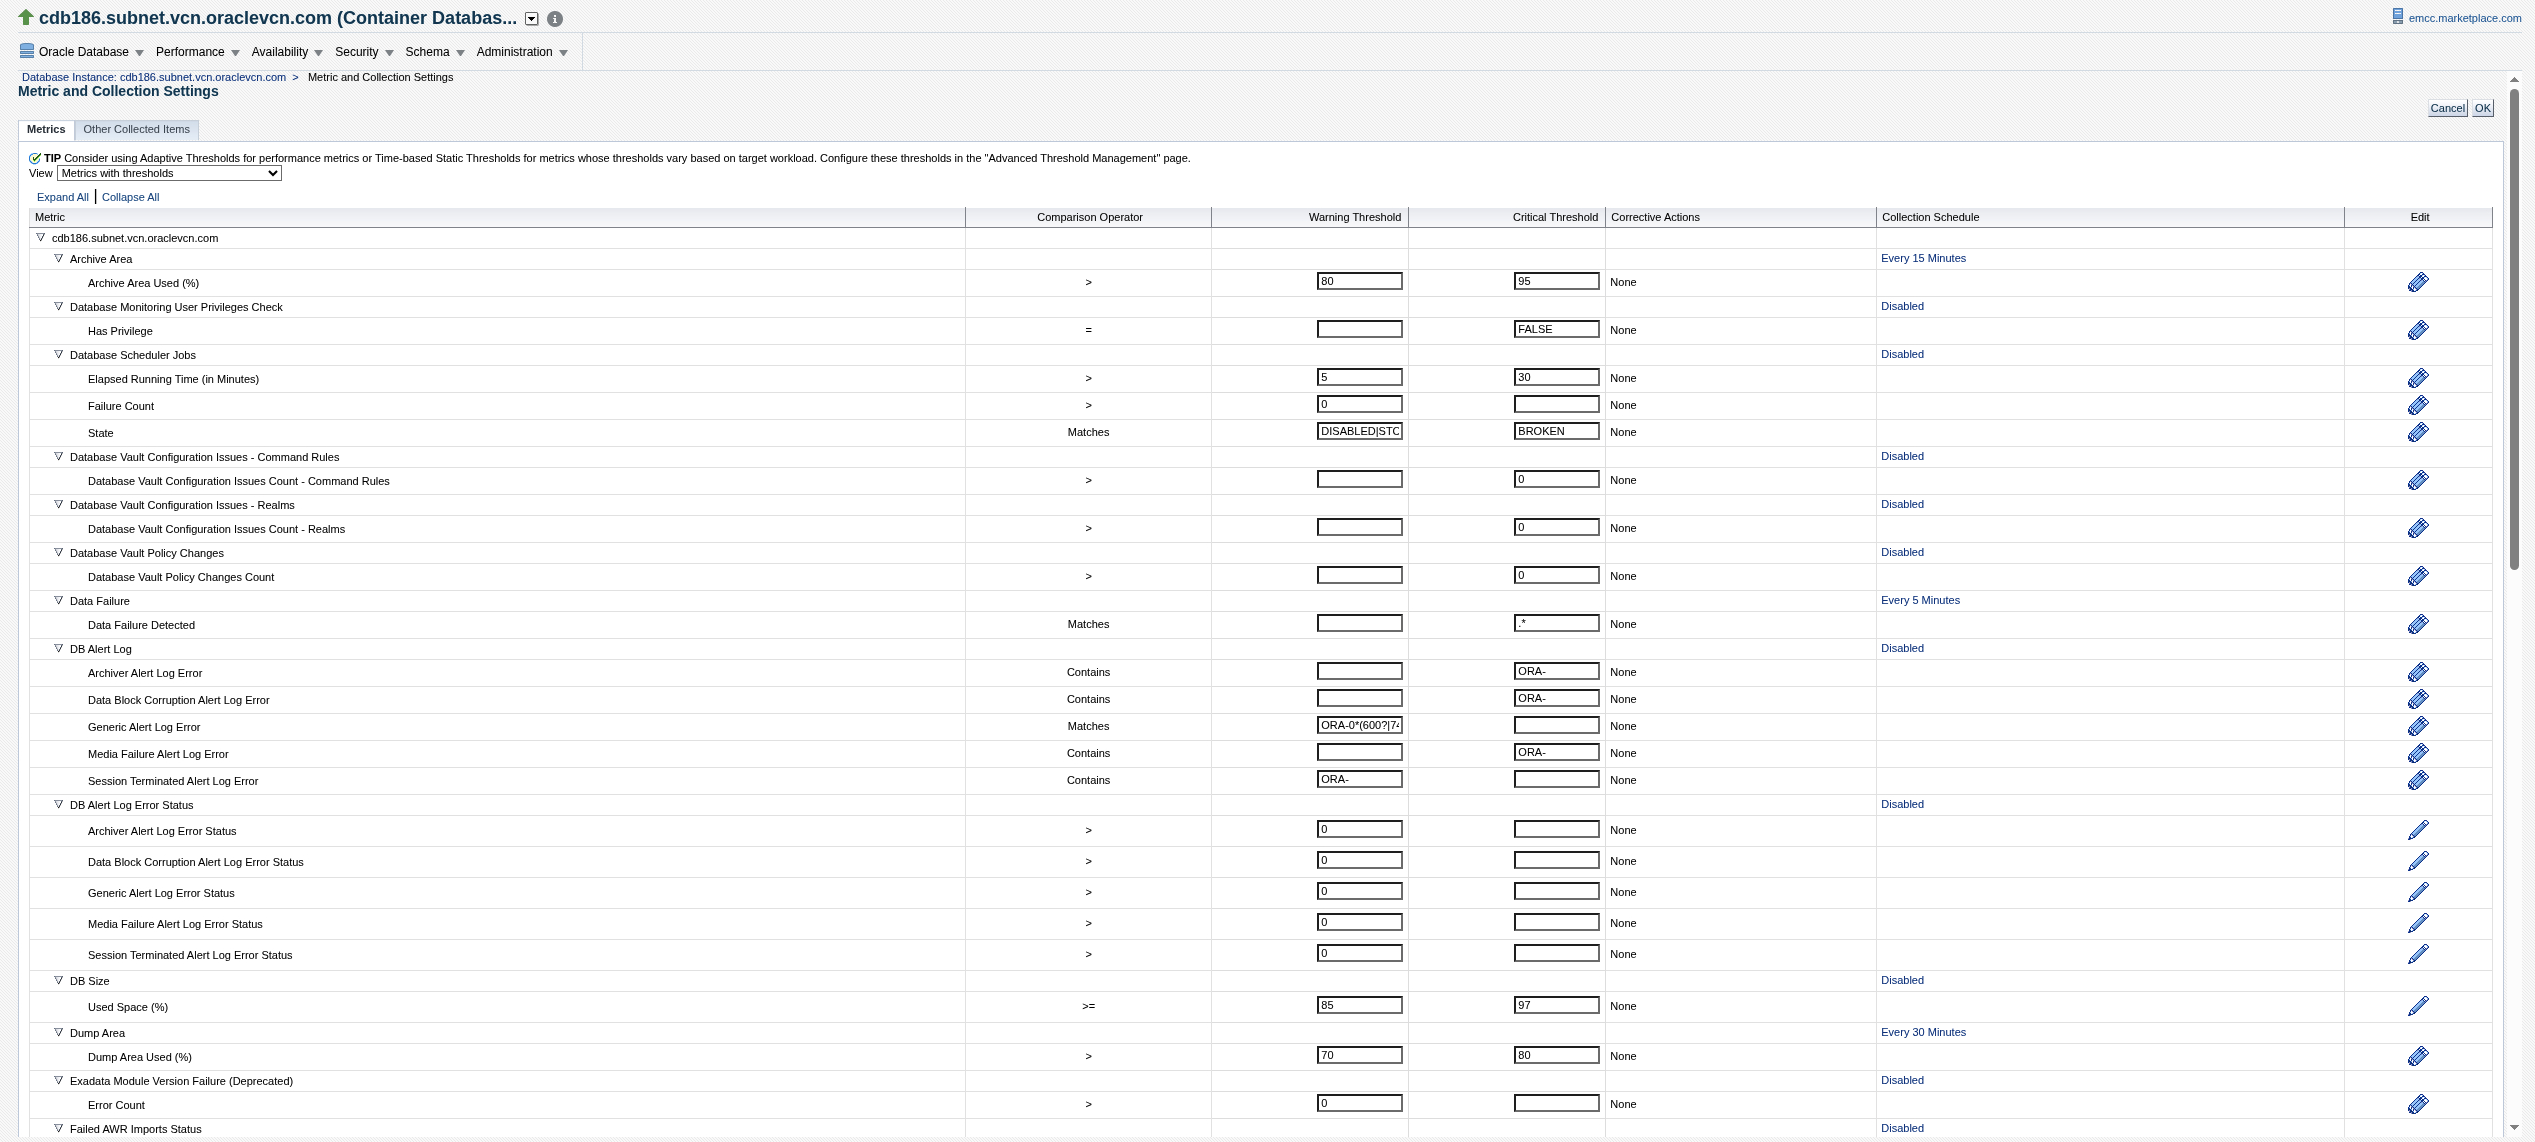 cdb186.subnet.vcn.oraclevcn.com (Container Databas...
emcc.marketplace.com
Oracle Database Performance Availability Security Schema Administration
Database Instance: cdb186.subnet.vcn.oraclevcn.com > Metric and Collection Settings
Metric and Collection Settings
Cancel OK
Metrics Other Collected Items
TIP Consider using Adaptive Thresholds for performance metrics or Time-based Static Thresholds for metrics whose thresholds vary based on target workload. Configure these thresholds in the "Advanced Threshold Management" page.
View Metrics with thresholds
Expand All | Collapse All
Metric Comparison Operator Warning Threshold Critical Threshold Corrective Actions Collection Schedule Edit
cdb186.subnet.vcn.oraclevcn.com
Archive Area Every 15 Minutes
Archive Area Used (%) > 80 95 None
Database Monitoring User Privileges Check Disabled
Has Privilege = FALSE None
Database Scheduler Jobs Disabled
Elapsed Running Time (in Minutes) > 5 30 None
Failure Count > 0 None
State Matches DISABLED|STO BROKEN None
Database Vault Configuration Issues - Command Rules Disabled
Database Vault Configuration Issues Count - Command Rules > 0 None
Database Vault Configuration Issues - Realms Disabled
Database Vault Configuration Issues Count - Realms > 0 None
Database Vault Policy Changes Disabled
Database Vault Policy Changes Count > 0 None
Data Failure Every 5 Minutes
Data Failure Detected Matches .* None
DB Alert Log Disabled
Archiver Alert Log Error Contains ORA- None
Data Block Corruption Alert Log Error Contains ORA- None
Generic Alert Log Error Matches ORA-0*(600?|74 None
Media Failure Alert Log Error Contains ORA- None
Session Terminated Alert Log Error Contains ORA- None
DB Alert Log Error Status Disabled
Archiver Alert Log Error Status > 0 None
Data Block Corruption Alert Log Error Status > 0 None
Generic Alert Log Error Status > 0 None
Media Failure Alert Log Error Status > 0 None
Session Terminated Alert Log Error Status > 0 None
DB Size Disabled
Used Space (%) >= 85 97 None
Dump Area Every 30 Minutes
Dump Area Used (%) > 70 80 None
Exadata Module Version Failure (Deprecated) Disabled
Error Count > 0 None
Failed AWR Imports Status Disabled